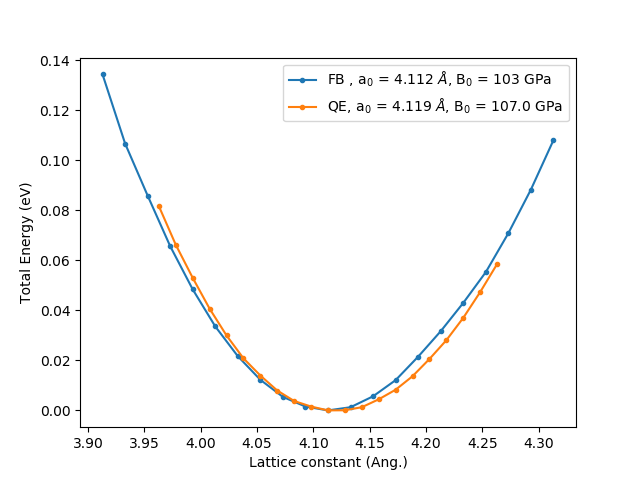 0.14
0.12
0.10
0.08
0.06
0.04
0.02
0.00
Total Energy (eV)
FB , a₀ = 4.112 Å, B₀ = 103 GPa
QE, a₀ = 4.119 Å, B₀ = 107.0 GPa
3.90 3.95 4.00 4.05 4.10 4.15 4.20 4.25 4.30
Lattice constant (Ang.)